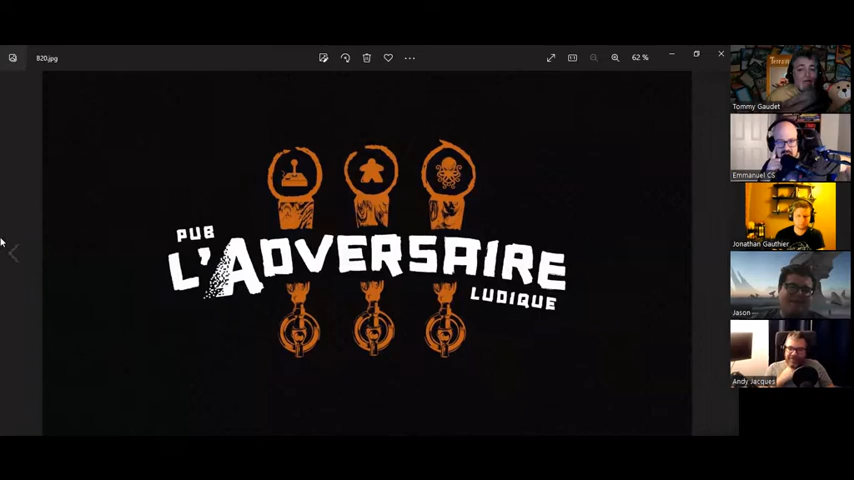 820.jpg
62 %
PUB
L'ADVERSAIRE
LUDIQUE
Tommy Gaudet
Emmanuel CS
Jonathan Gauthier
Jason
Andy Jacques